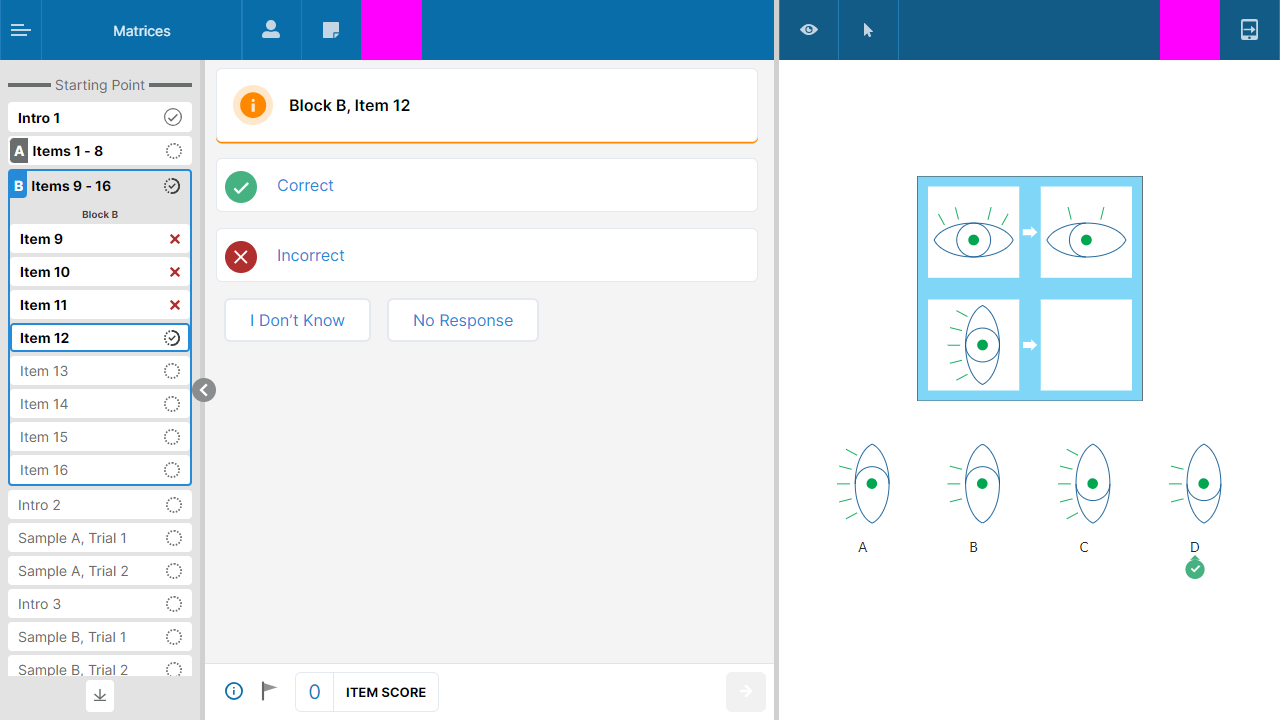 Matrices
Starting Point
Intro 1
A Items 1 - 8
B Items 9 - 16
Block B
Item 9
Item 10
Item 11
Item 12
Item 13
Item 14
Item 15
Item 16
Intro 2
Sample A, Trial 1
Sample A, Trial 2
Intro 3
Sample B, Trial 1
Sample B, Trial 2
Block B, Item 12
Correct
Incorrect
I Don’t Know No Response
0 ITEM SCORE
A B C D